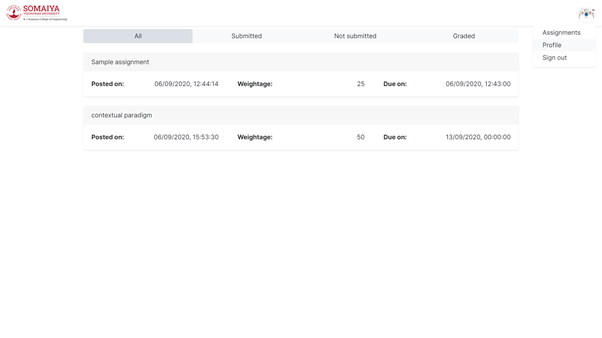 SOMAIYA
VIDYAVIHAR UNIVERSITY
K J Somaiya College of Engineering
Assignments
Profile
Sign out
All Submitted Not submitted Graded
Sample assignment
Posted on: 06/09/2020, 12:44:14 Weightage: 25 Due on: 06/09/2020, 12:43:00
contextual paradigm
Posted on: 06/09/2020, 15:53:30 Weightage: 50 Due on: 13/09/2020, 00:00:00